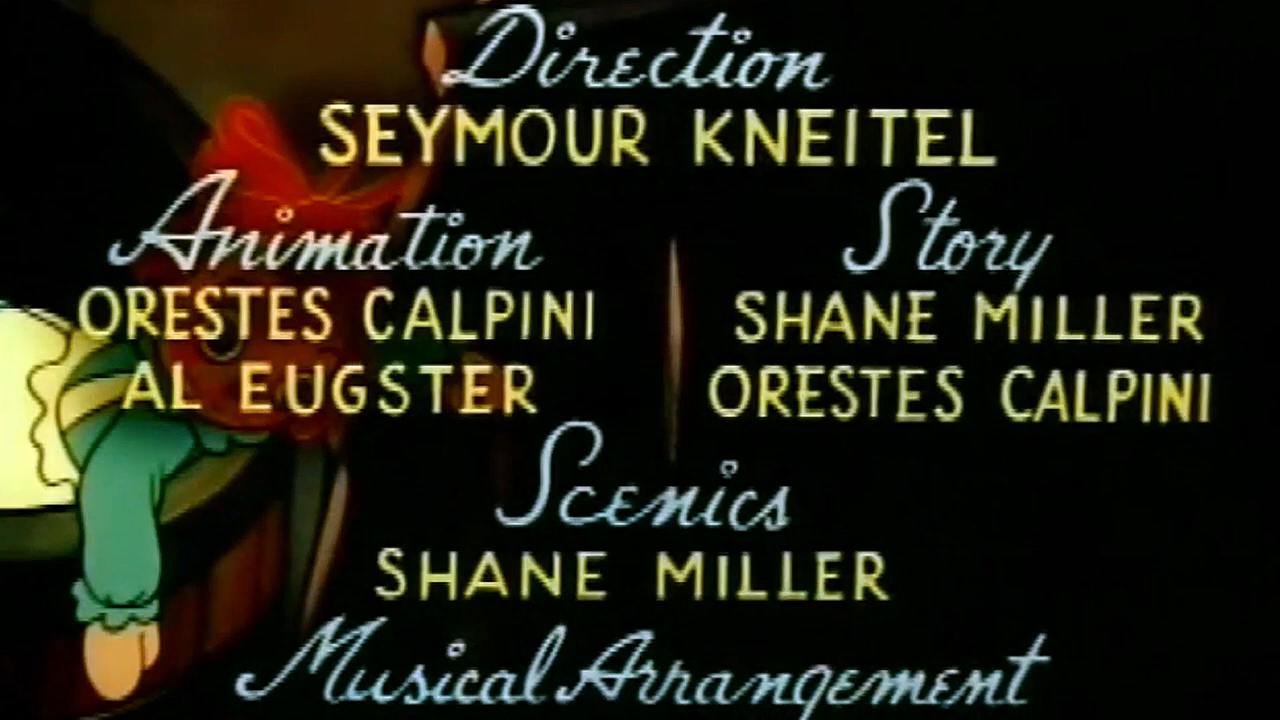 Direction
SEYMOUR KNEITEL
Animation
ORESTES CALPINI
AL EUGSTER
Story
SHANE MILLER
ORESTES CALPINI
Scenics
SHANE MILLER
Musical Arrangement